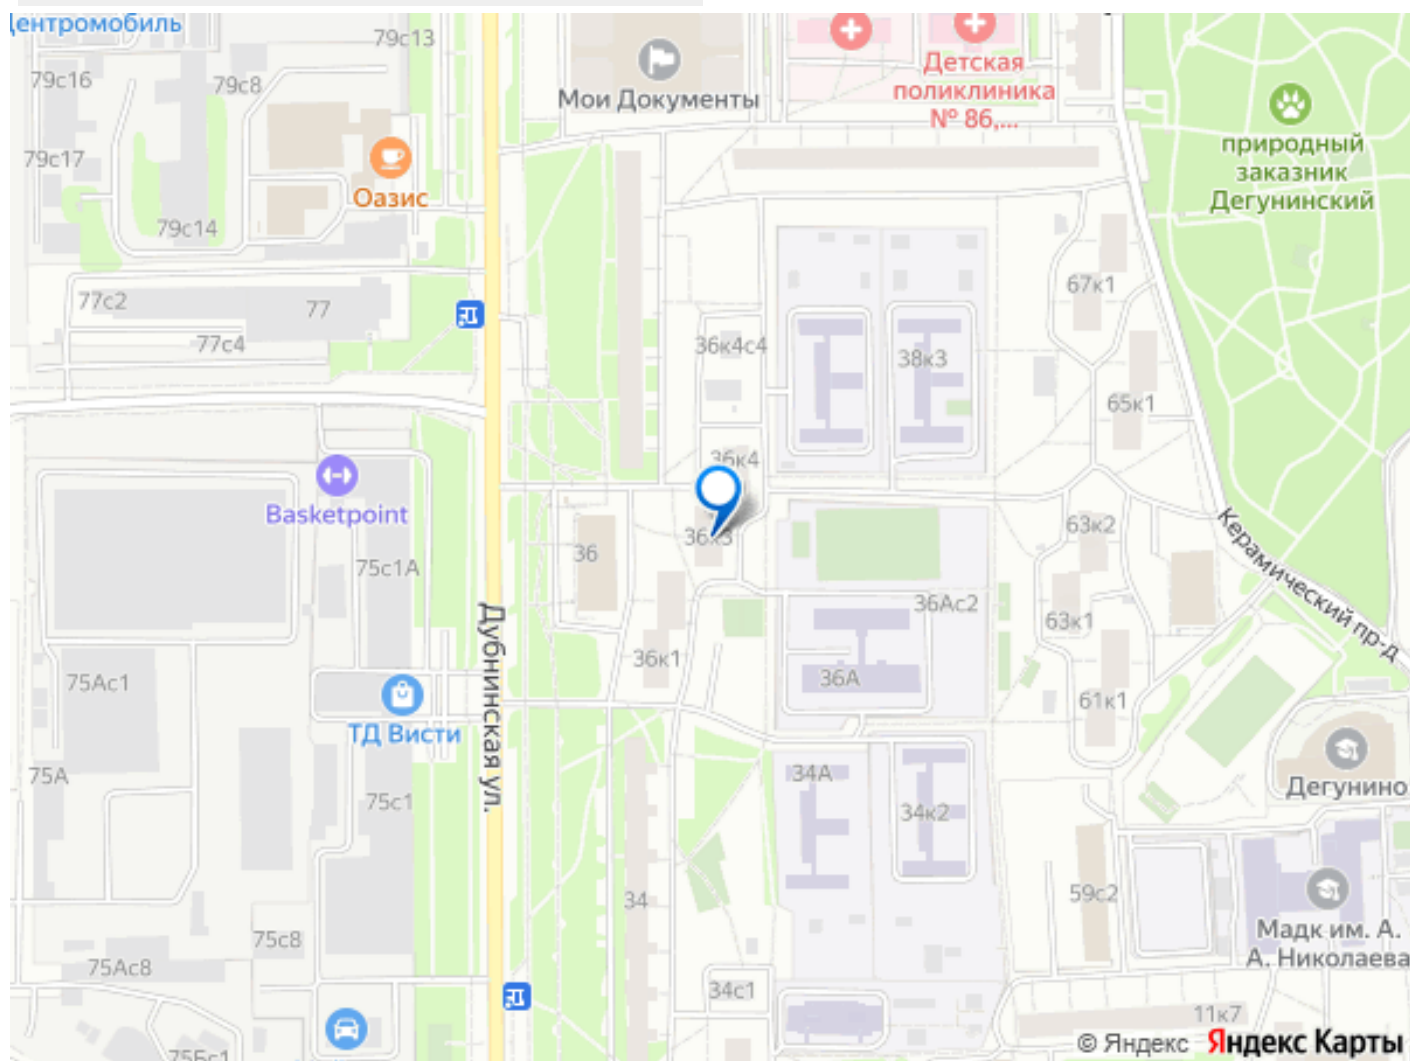 Центромобиль
79с13
79с16
79с8
Мои Документы
Детская
поликлиника
№ 86,...
79с17
Оазис
79с14
природный
заказник
Дегунинский
77с2
77
77с4
67к1
36к4с4
38к3
65к1
36к4
Basketpoint
36к3
36
75с1А
63к2
Керамический пр-д
36Ас2
63к1
Дубнинская ул.
36к1
36А
75Ас1
61к1
ТД Висти
75А
75с1
34А
34к2
Дегунино
59с2
34
75с8
75Ас8
Мадк им. А.
А. Николаева
34с1
11к7
75Бс1
© Яндекс Яндекс Карты